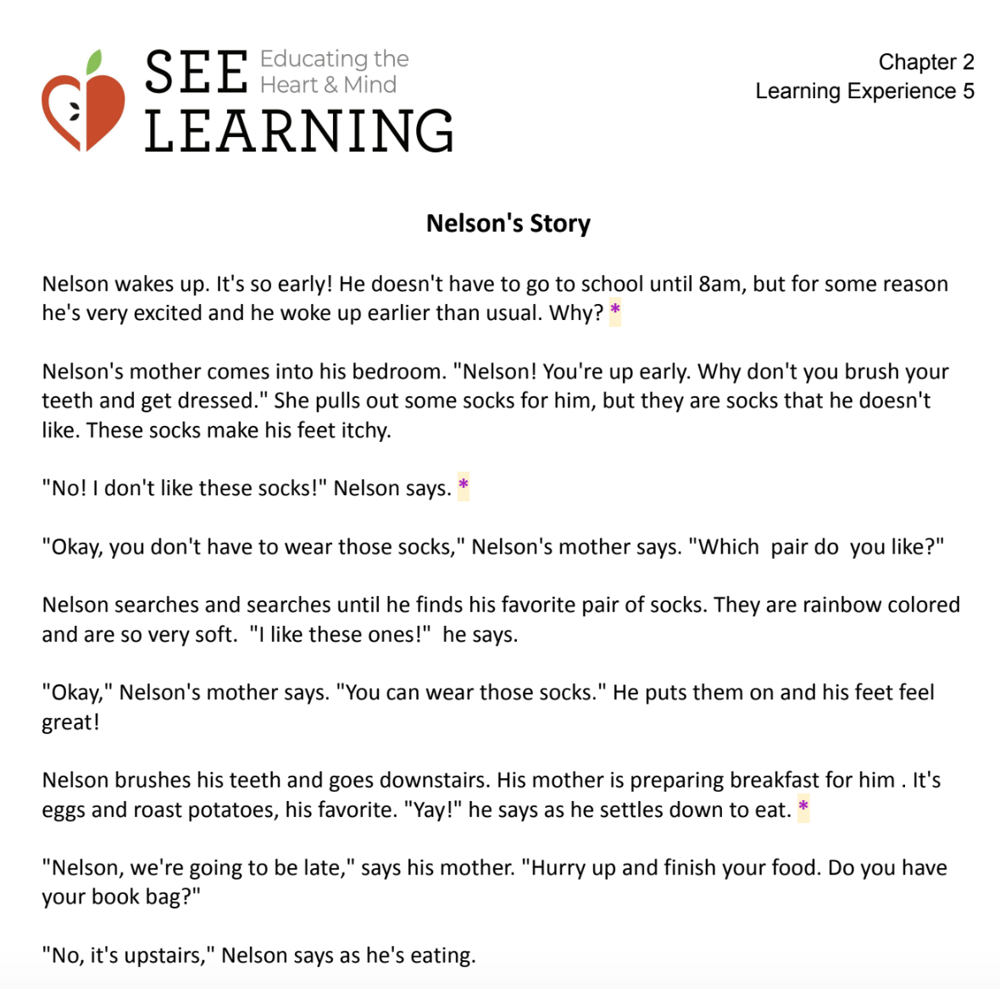 SEE Educating the
Heart & Mind
LEARNING
Chapter 2
Learning Experience 5
Nelson's Story
Nelson wakes up. It's so early! He doesn't have to go to school until 8am, but for some reason
he's very excited and he woke up earlier than usual. Why? *
Nelson's mother comes into his bedroom. "Nelson! You're up early. Why don't you brush your
teeth and get dressed." She pulls out some socks for him, but they are socks that he doesn't
like. These socks make his feet itchy.
"No! I don't like these socks!" Nelson says. *
"Okay, you don't have to wear those socks," Nelson's mother says. "Which  pair do  you like?"
Nelson searches and searches until he finds his favorite pair of socks. They are rainbow colored
and are so very soft.  "I like these ones!"  he says.
"Okay," Nelson's mother says. "You can wear those socks." He puts them on and his feet feel
great!
Nelson brushes his teeth and goes downstairs. His mother is preparing breakfast for him . It's
eggs and roast potatoes, his favorite. "Yay!" he says as he settles down to eat. *
"Nelson, we're going to be late," says his mother. "Hurry up and finish your food. Do you have
your book bag?"
"No, it's upstairs," Nelson says as he's eating.